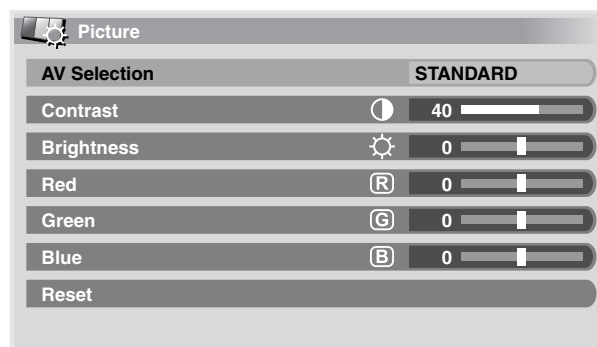 Picture
AV Selection STANDARD
Contrast 40
Brightness 0
Red R 0
Green G 0
Blue B 0
Reset